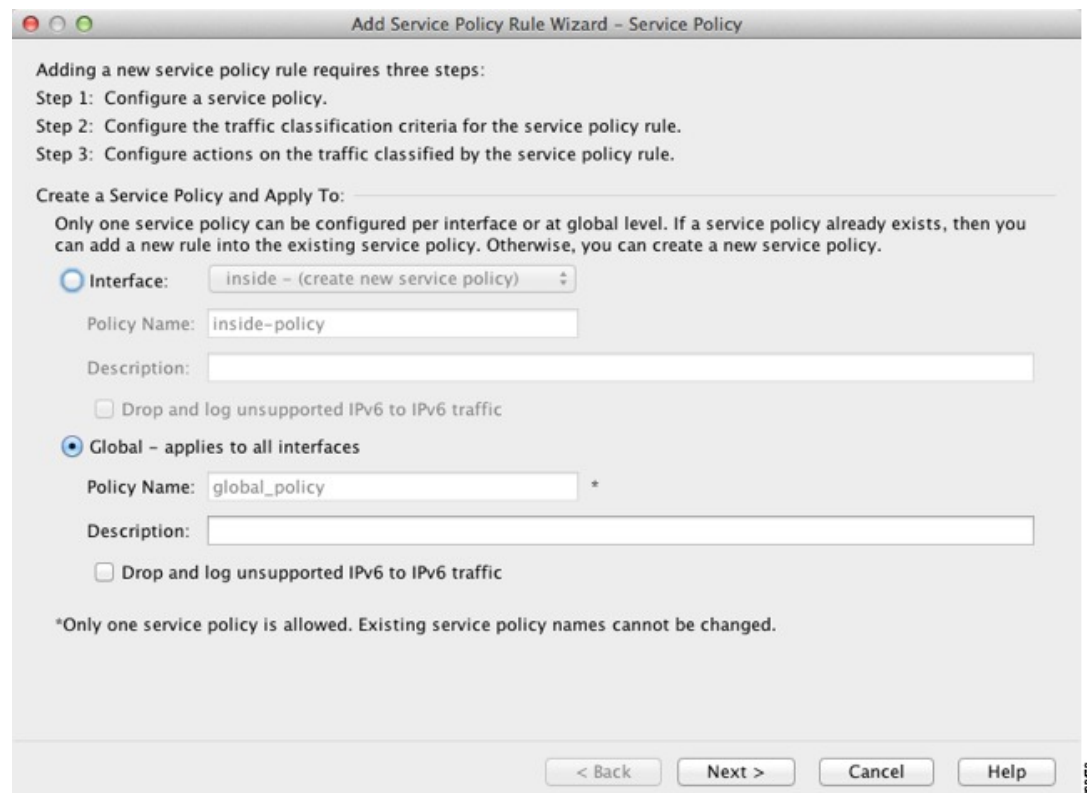 Add Service Policy Rule Wizard – Service Policy
Adding a new service policy rule requires three steps:
Step 1: Configure a service policy.
Step 2: Configure the traffic classification criteria for the service policy rule.
Step 3: Configure actions on the traffic classified by the service policy rule.
Create a Service Policy and Apply To:
Only one service policy can be configured per interface or at global level. If a service policy already exists, then you
can add a new rule into the existing service policy. Otherwise, you can create a new service policy.
Interface: inside – (create new service policy)
Policy Name: inside-policy
Description:
Drop and log unsupported IPv6 to IPv6 traffic
Global – applies to all interfaces
Policy Name: global_policy *
Description:
Drop and log unsupported IPv6 to IPv6 traffic
*Only one service policy is allowed. Existing service policy names cannot be changed.
< Back Next > Cancel Help